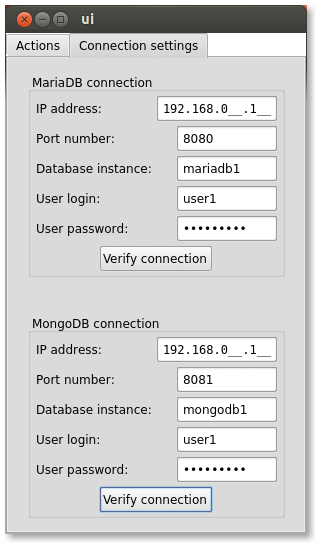 ui
Actions Connection settings
MariaDB connection
IP address: 192.168.0__.1__
Port number: 8080
Database instance: mariadb1
User login: user1
User password: •••••••••
Verify connection
MongoDB connection
IP address: 192.168.0__.1__
Port number: 8081
Database instance: mongodb1
User login: user1
User password: •••••••••
Verify connection